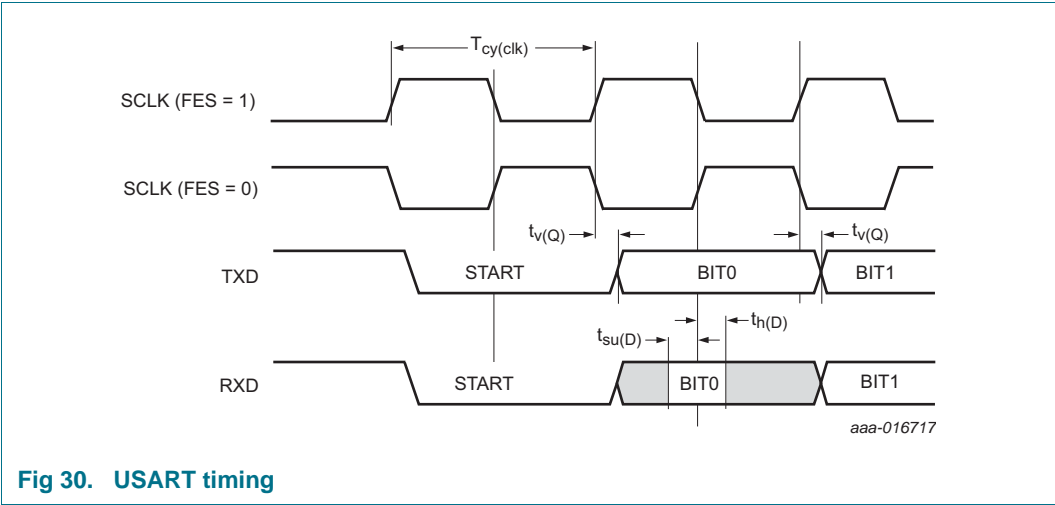 Tcy(clk)
SCLK (FES = 1)
SCLK (FES = 0)
tv(Q)
tv(Q)
TXD
START
BIT0
BIT1
tsu(D)
th(D)
RXD
START
BIT0
BIT1
aaa-016717
Fig 30. USART timing